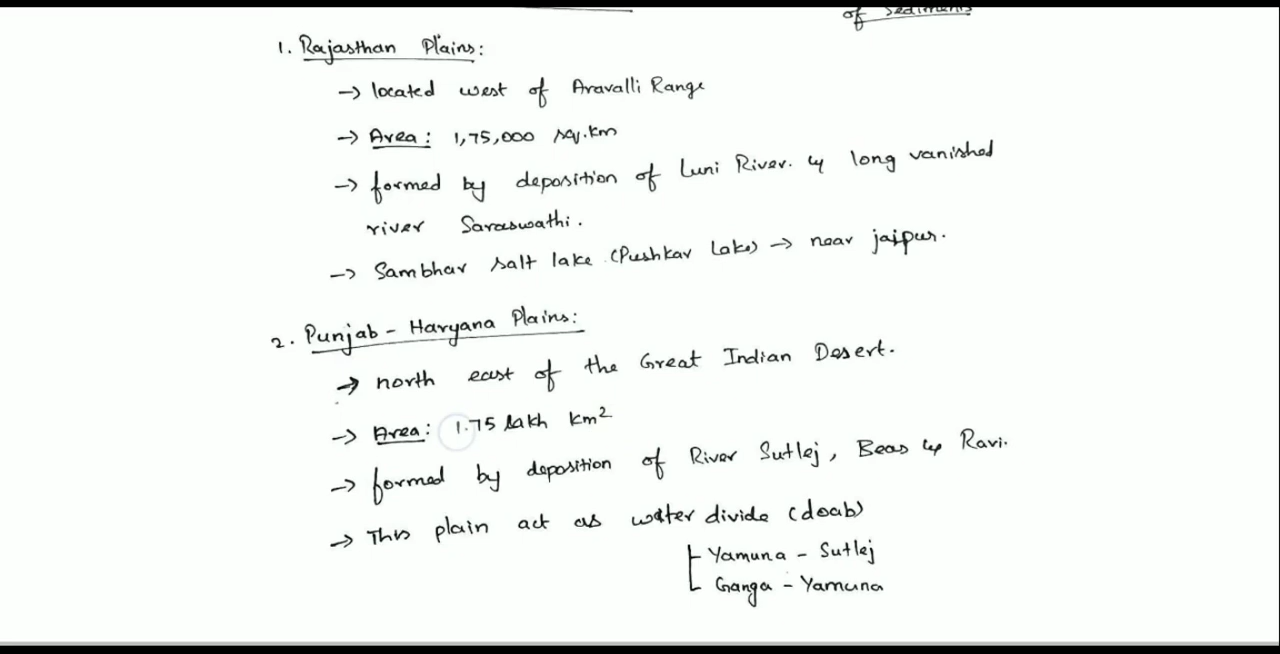 of sediments
1. Rajasthan Plains:
→ located west of Aravalli Range
→ Area: 1,75,000 sq.km
→ formed by deposition of Luni River. & long vanished
river Saraswathi.
→ Sambhar salt lake (Pushkar Lake) → near jaipur.
2. Punjab - Haryana Plains:
→ north east of the Great Indian Desert.
→ Area: 1.75 lakh km²
→ formed by deposition of River Sutlej, Beas & Ravi.
→ This plain act as water divide (doab)
Yamuna - Sutlej
Ganga - Yamuna